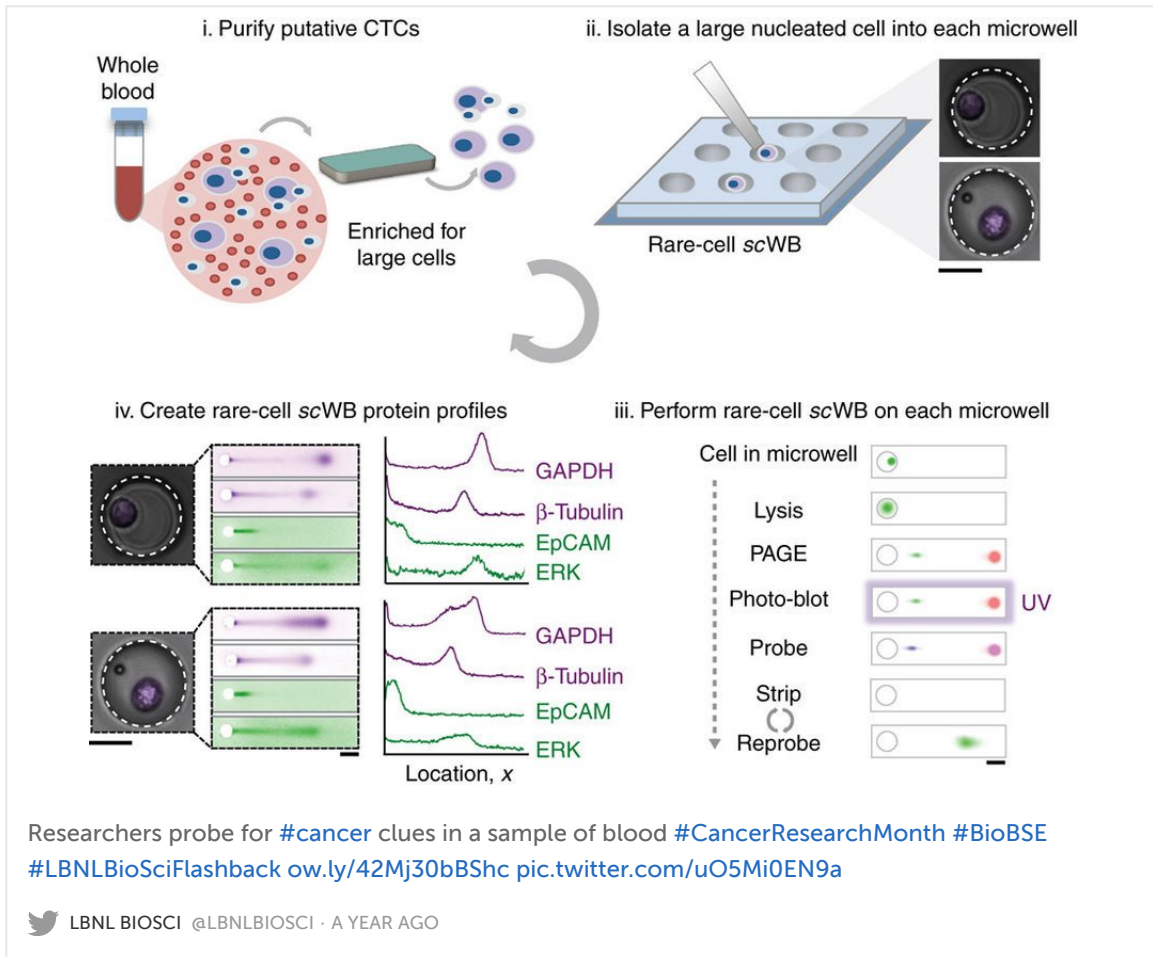 i. Purify putative CTCs
Whole
blood
Enriched for
large cells
ii. Isolate a large nucleated cell into each microwell
Rare-cell scWB
iv. Create rare-cell scWB protein profiles
GAPDH
β-Tubulin
EpCAM
ERK
GAPDH
β-Tubulin
EpCAM
ERK
Location, x
iii. Perform rare-cell scWB on each microwell
Cell in microwell
Lysis
PAGE
Photo-blot
UV
Probe
Strip
Reprobe
Researchers probe for #cancer clues in a sample of blood #CancerResearchMonth #BioBSE
#LBNLBioSciFlashback ow.ly/42Mj30bBShc pic.twitter.com/uO5Mi0EN9a
LBNL BIOSCI @LBNLBIOSCI · A YEAR AGO